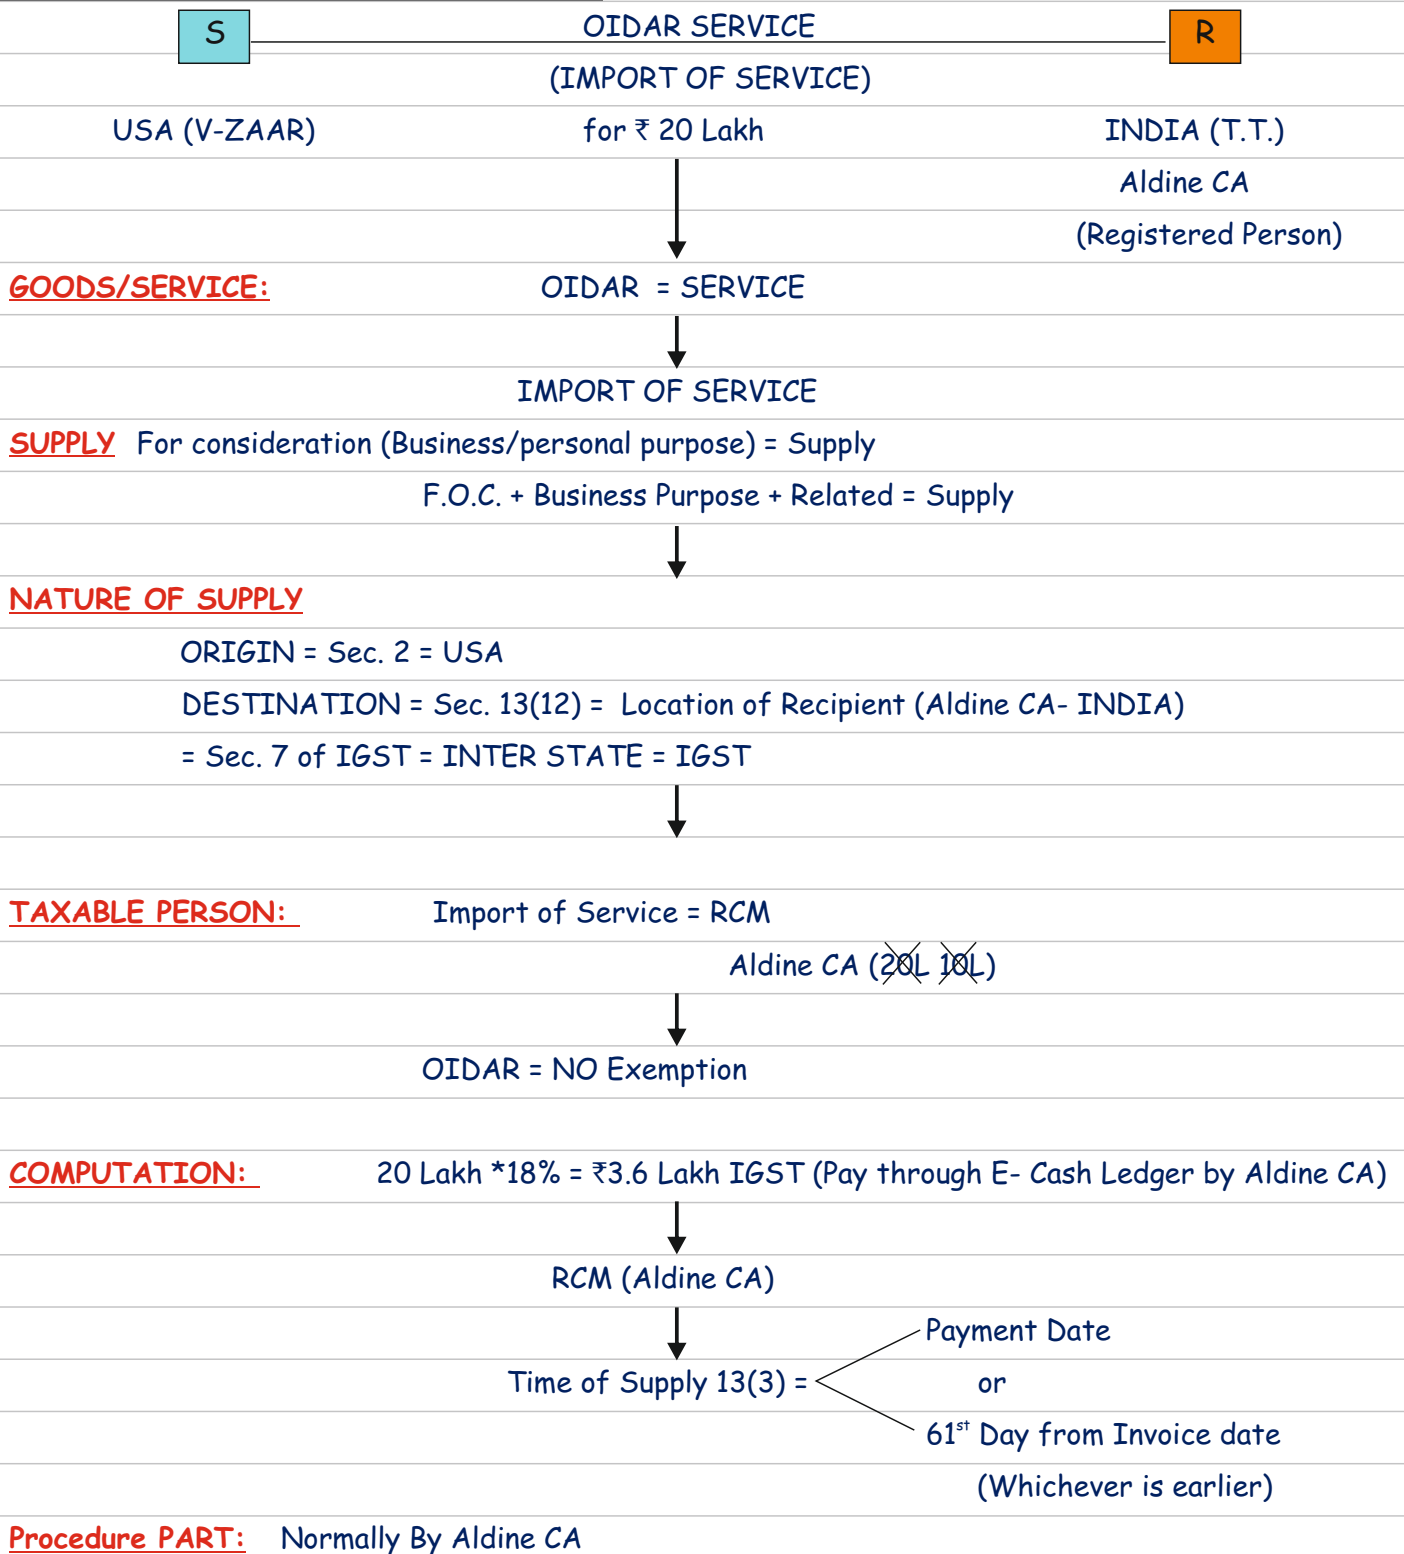 S OIDAR SERVICE R
(IMPORT OF SERVICE)
USA (V-ZAAR) for ₹ 20 Lakh INDIA (T.T.)
Aldine CA
(Registered Person)
GOODS/SERVICE: OIDAR = SERVICE
IMPORT OF SERVICE
SUPPLY For consideration (Business/personal purpose) = Supply
F.O.C. + Business Purpose + Related = Supply
NATURE OF SUPPLY
ORIGIN = Sec. 2 = USA
DESTINATION = Sec. 13(12) = Location of Recipient (Aldine CA- INDIA)
= Sec. 7 of IGST = INTER STATE = IGST
TAXABLE PERSON: Import of Service = RCM
Aldine CA (20L 10L)
OIDAR = NO Exemption
COMPUTATION: 20 Lakh *18% = ₹3.6 Lakh IGST (Pay through E- Cash Ledger by Aldine CA)
RCM (Aldine CA)
Payment Date
Time of Supply 13(3) = or
61st Day from Invoice date
(Whichever is earlier)
Procedure PART: Normally By Aldine CA